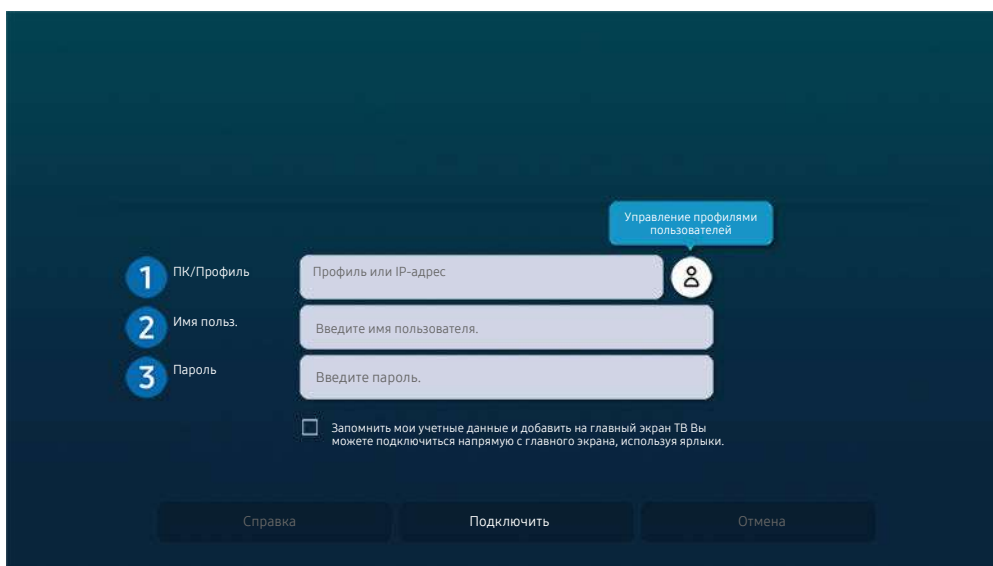 Управление профилями
пользователей
1 ПК/Профиль Профиль или IP-адрес
2 Имя польз. Введите имя пользователя.
3 Пароль Введите пароль.
Запомнить мои учетные данные и добавить на главный экран ТВ Вы
можете подключиться напрямую с главного экрана, используя ярлыки.
Справка Подключить Отмена